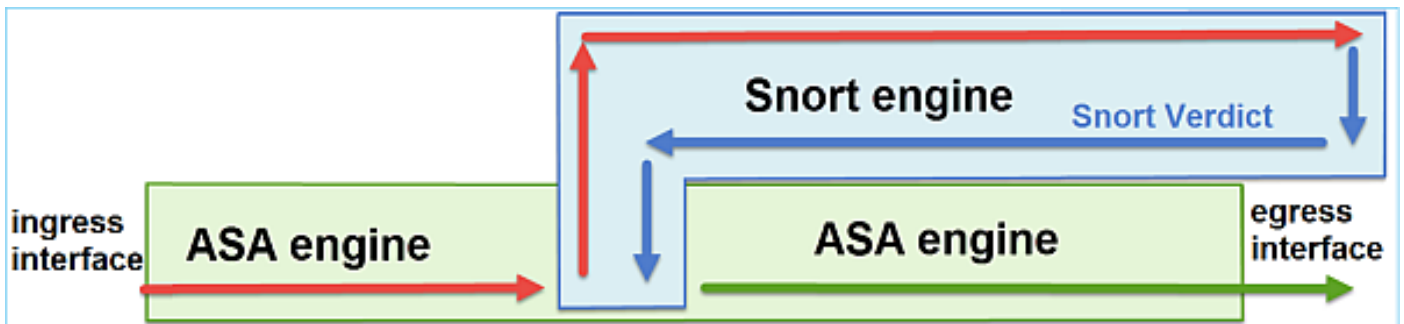 Snort engine
Snort Verdict
ingress
interface
ASA engine
ASA engine
egress
interface